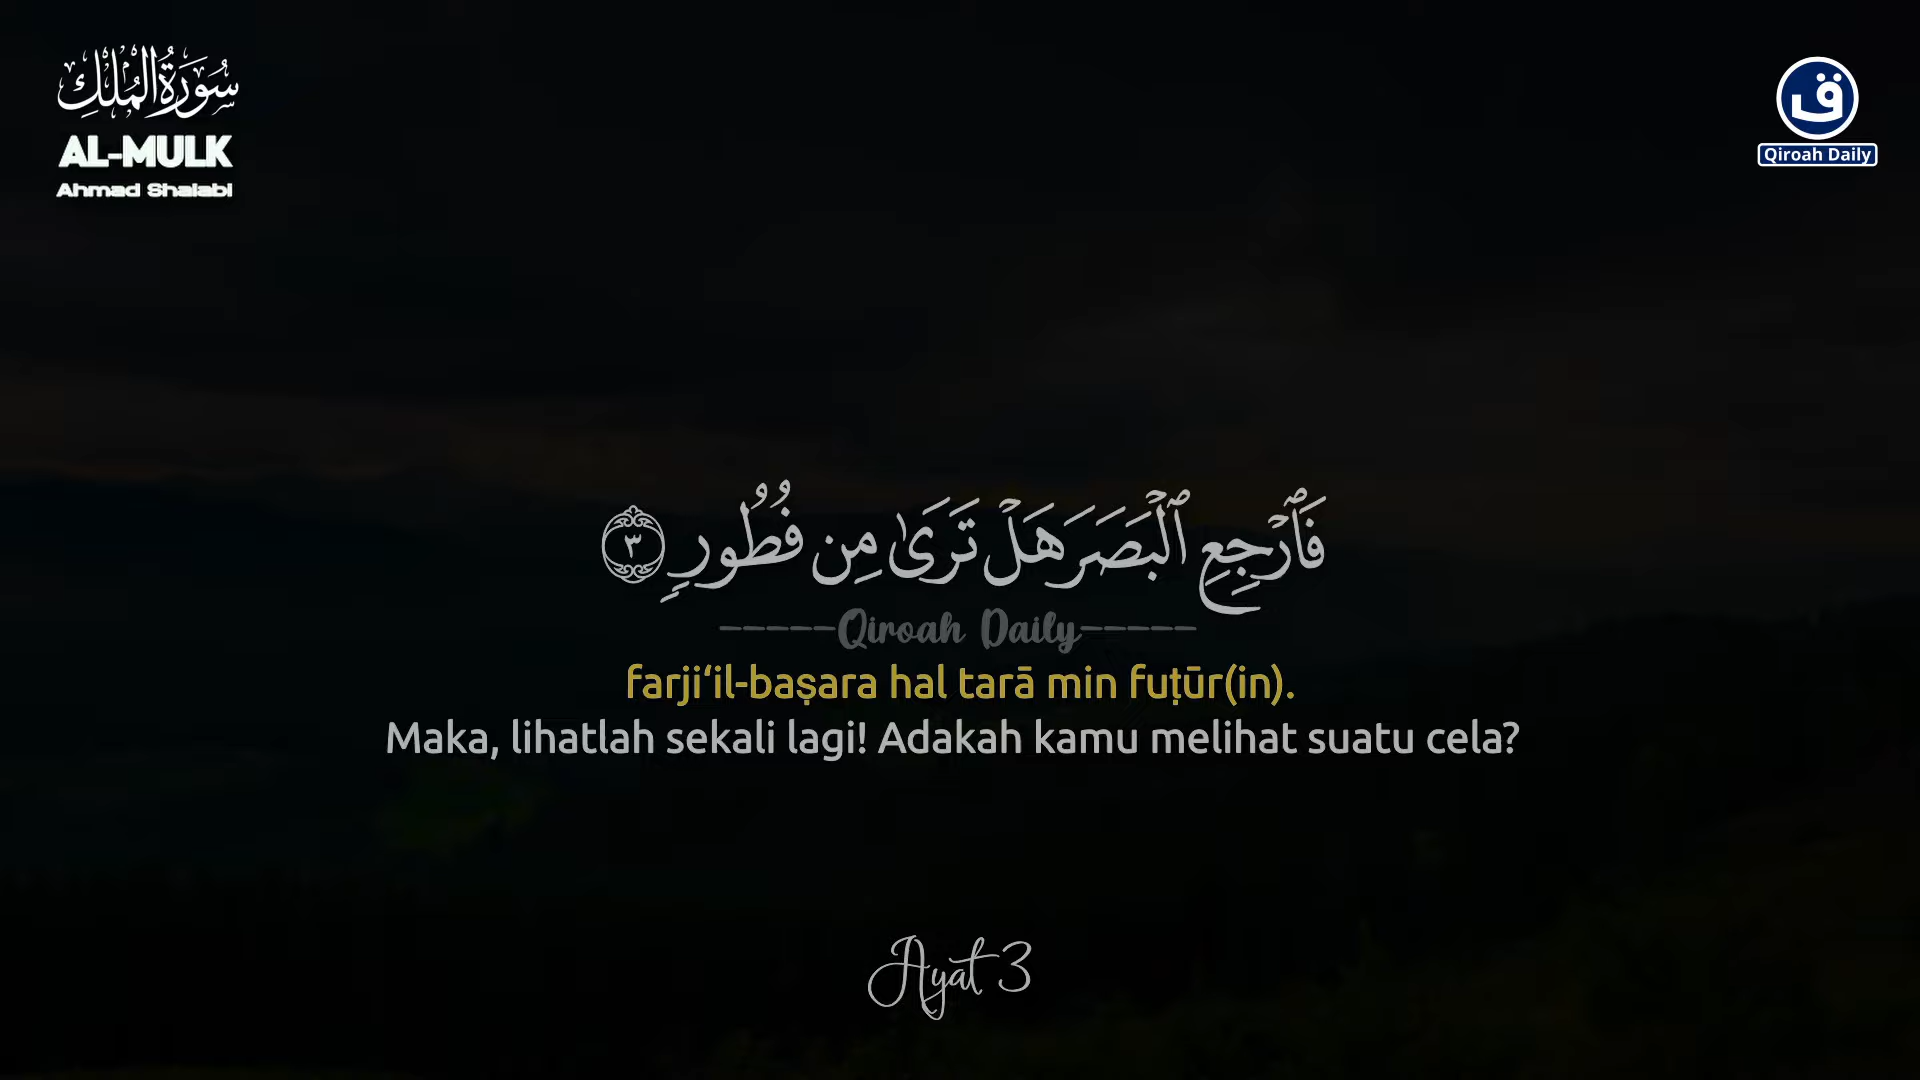 سُورَةُ الْمُلْكِ
AL-MULK
Ahmad Shalabi
ق
Qiroah Daily
فَٱرْجِعِ ٱلْبَصَرَ هَلْ تَرَىٰ مِن فُطُورٍ ٣
-----Qiroah Daily-----
farji‘il-baṣara hal tarā min fuṭūr(in).
Maka, lihatlah sekali lagi! Adakah kamu melihat suatu cela?
Ayat 3